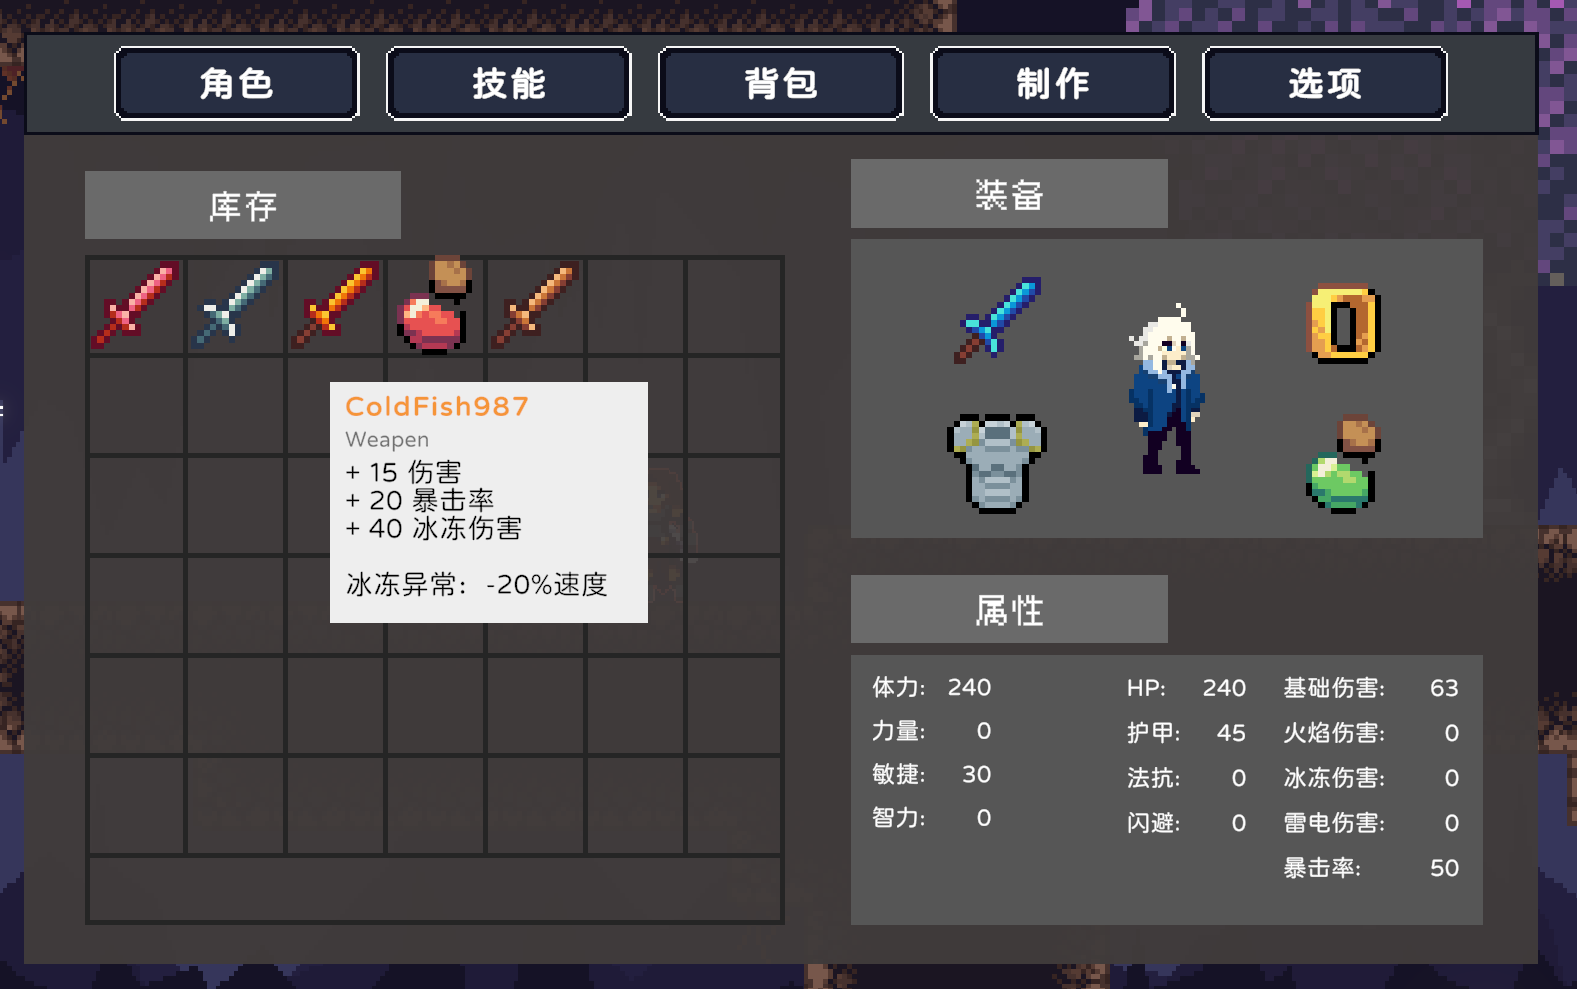 角色
技能
背包
制作
选项
库存
ColdFish987
Weapen
+ 15 伤害
+ 20 暴击率
+ 40 冰冻伤害
冰冻异常: -20%速度
装备
属性
体力: 240
力量: 0
敏捷: 30
智力: 0
HP: 240
护甲: 45
法抗: 0
闪避: 0
基础伤害: 63
火焰伤害: 0
冰冻伤害: 0
雷电伤害: 0
暴击率: 50